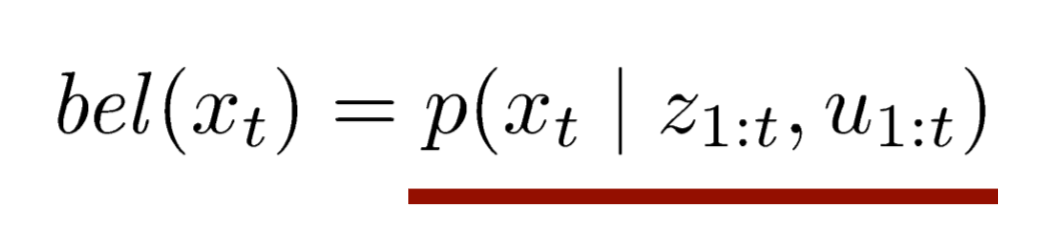 bel(x_t) = p(x_t | z_{1:t}, u_{1:t})